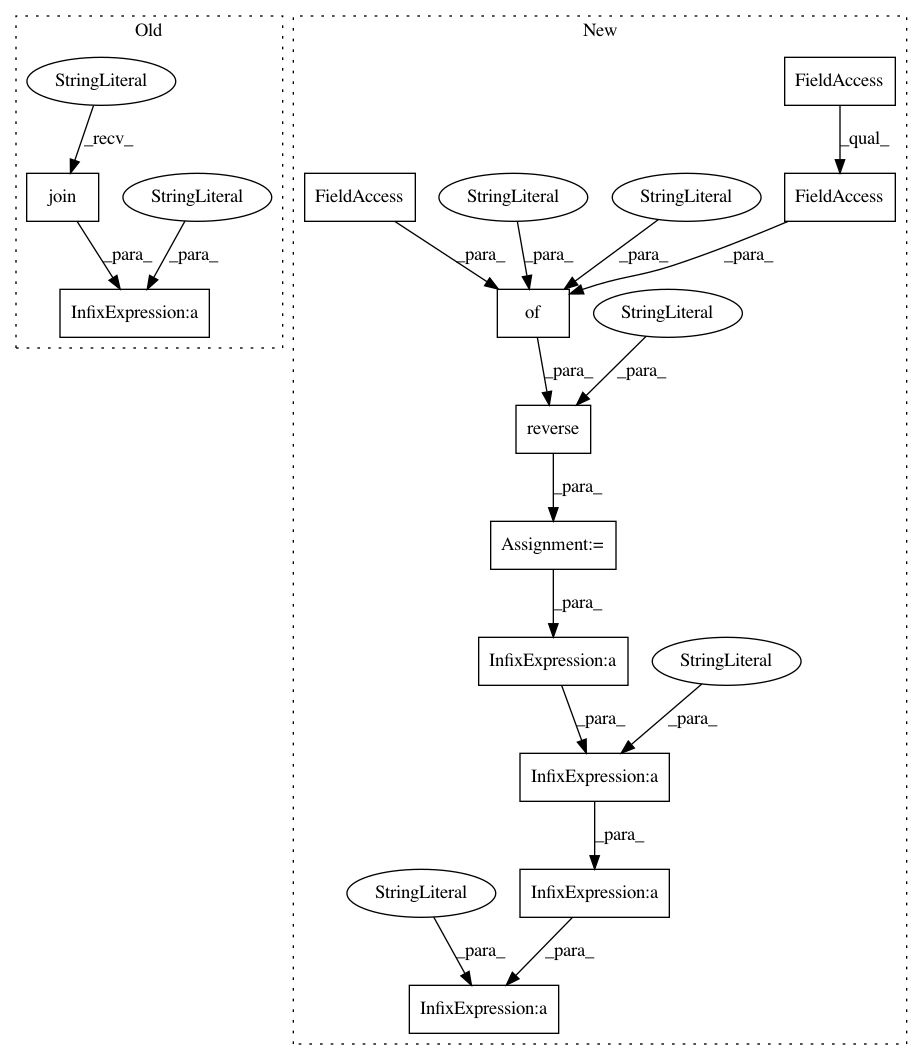 Old
New
StringLiteral
FieldAccess
_recv_
_qual_
join
StringLiteral
FieldAccess
StringLiteral
StringLiteral
FieldAccess
_para_
_para_
_para_
_para_
_para_
_para_
InfixExpression:a
of
StringLiteral
_para_
_para_
reverse
_para_
Assignment:=
_para_
InfixExpression:a
StringLiteral
_para_
_para_
InfixExpression:a
_para_
StringLiteral
InfixExpression:a
_para_
_para_
InfixExpression:a